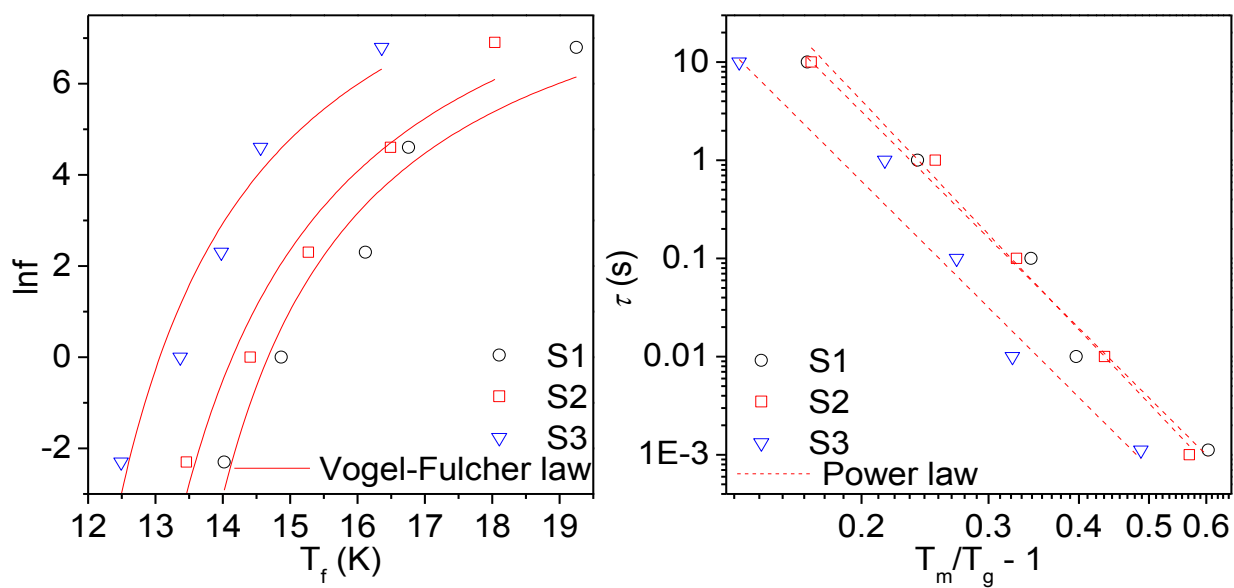 6
4
2
0
-2
lnf
12
13
14
15
16
17
18
19
T_f (K)
S1
S2
S3
Vogel-Fulcher law
10
1
0.1
0.01
1E-3
τ (s)
0.2
0.3
0.4
0.5
0.6
T_m/T_g - 1
S1
S2
S3
Power law